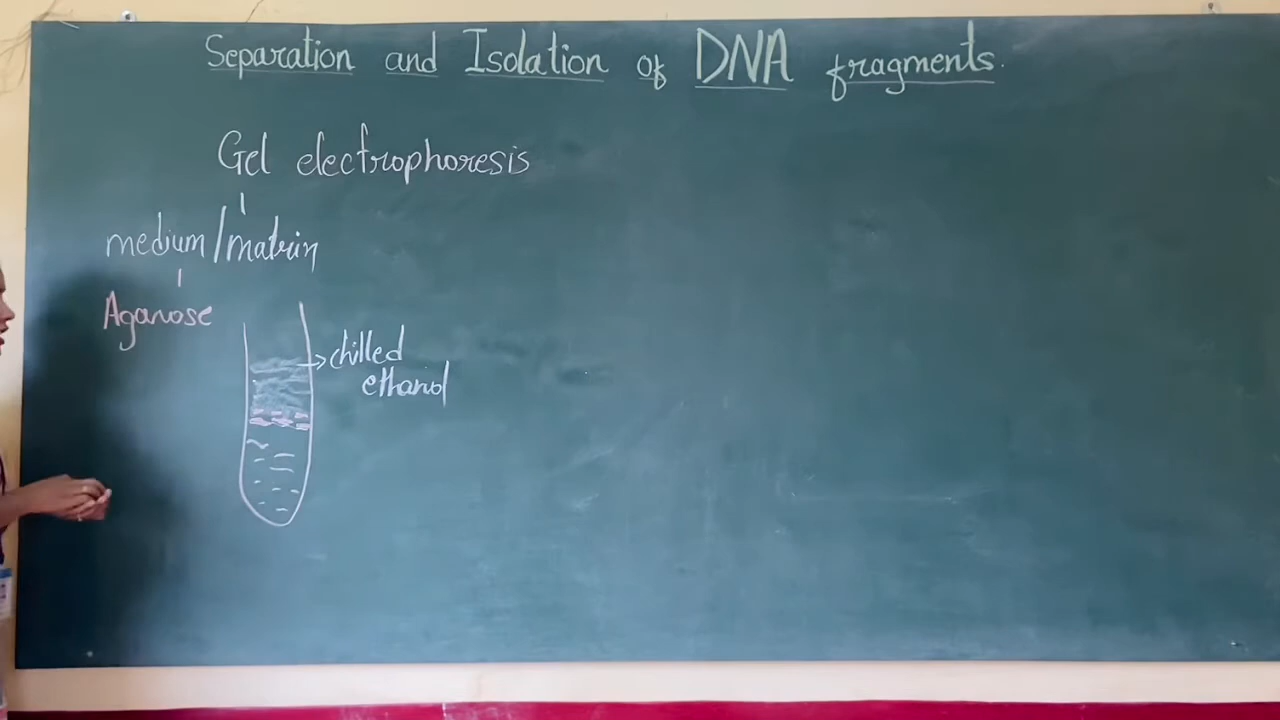 Separation and Isolation of DNA fragments.
Gel electrophoresis
medium/matrix
Agarose
chilled
ethanol